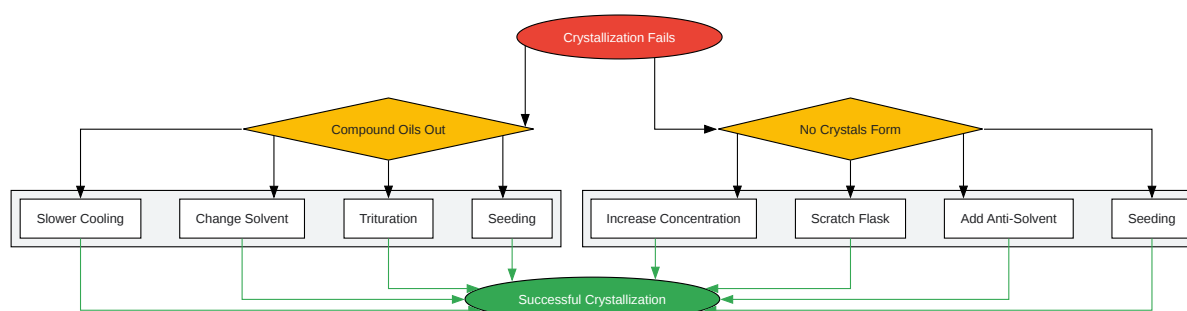 Crystallization Fails
Compound Oils Out
No Crystals Form
Slower Cooling
Change Solvent
Trituration
Seeding
Increase Concentration
Scratch Flask
Add Anti-Solvent
Seeding
Successful Crystallization